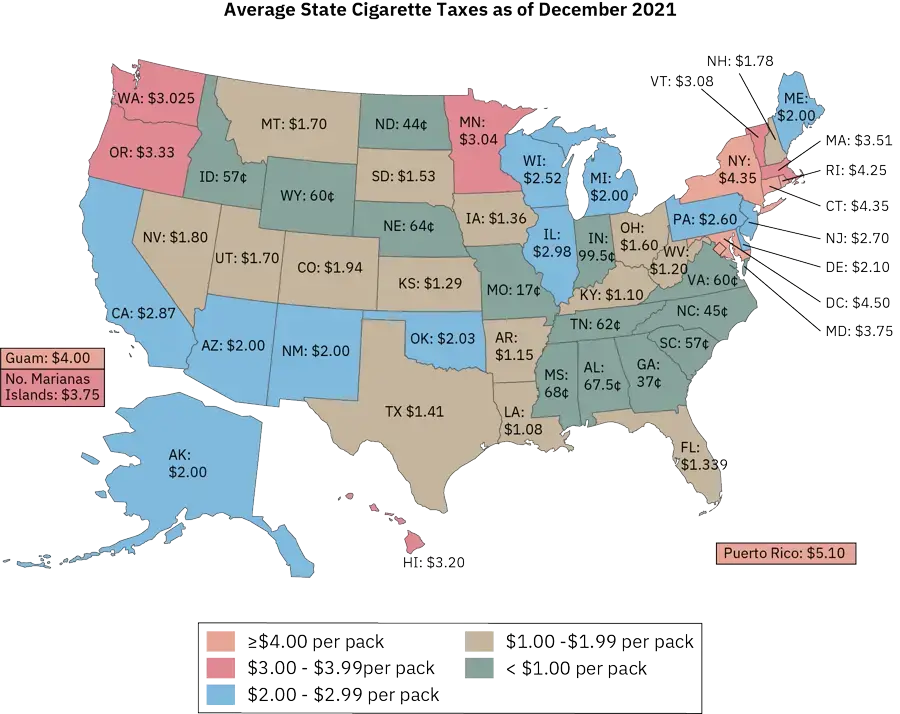 Average State Cigarette Taxes as of December 2021
NH: $1.78
VT: $3.08
ME:
$2.00
WA: $3.025
MT: $1.70
ND: 44¢
MN:
$3.04
MA: $3.51
OR: $3.33
WI:
$2.52
NY:
$4.35
RI: $4.25
ID: 57¢
SD: $1.53
MI:
$2.00
WY: 60¢
CT: $4.35
IA: $1.36
PA: $2.60
NE: 64¢
NV: $1.80
IL:
$2.98
IN:
99.5¢
OH:
$1.60
NJ: $2.70
UT: $1.70
CO: $1.94
WV:
$1.20
DE: $2.10
KS: $1.29
MO: 17¢
KY: $1.10
VA: 60¢
DC: $4.50
CA: $2.87
NC: 45¢
TN: 62¢
MD: $3.75
AZ: $2.00
NM: $2.00
OK: $2.03
AR:
$1.15
SC: 57¢
Guam: $4.00
No. Marianas
Islands: $3.75
MS:
68¢
AL:
67.5¢
GA:
37¢
TX $1.41
LA:
$1.08
FL:
$1.339
AK:
$2.00
HI: $3.20
Puerto Rico: $5.10
≥$4.00 per pack
$3.00 - $3.99per pack
$2.00 - $2.99 per pack
$1.00 -$1.99 per pack
< $1.00 per pack